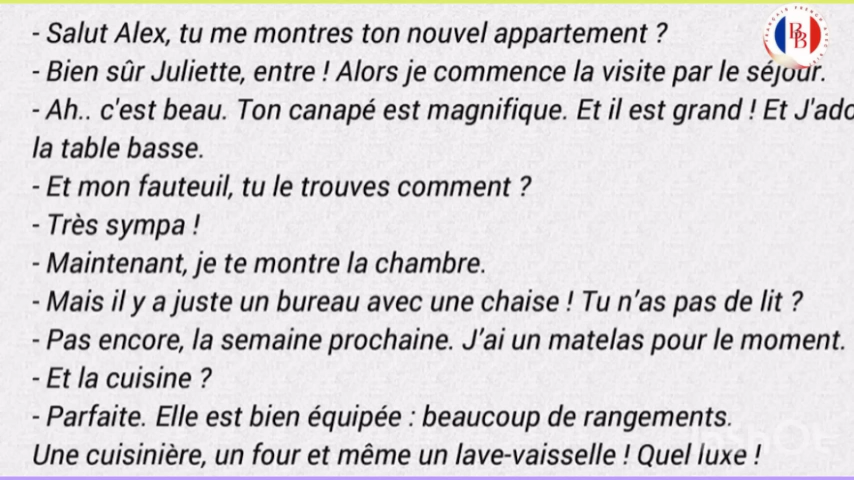 - Salut Alex, tu me montres ton nouvel appartement ?
- Bien sûr Juliette, entre ! Alors je commence la visite par le séjour.
- Ah.. c'est beau. Ton canapé est magnifique. Et il est grand ! Et J'ado
la table basse.
- Et mon fauteuil, tu le trouves comment ?
- Très sympa !
- Maintenant, je te montre la chambre.
- Mais il y a juste un bureau avec une chaise ! Tu n’as pas de lit ?
- Pas encore, la semaine prochaine. J’ai un matelas pour le moment.
- Et la cuisine ?
- Parfaite. Elle est bien équipée : beaucoup de rangements.
Une cuisinière, un four et même un lave-vaisselle ! Quel luxe !